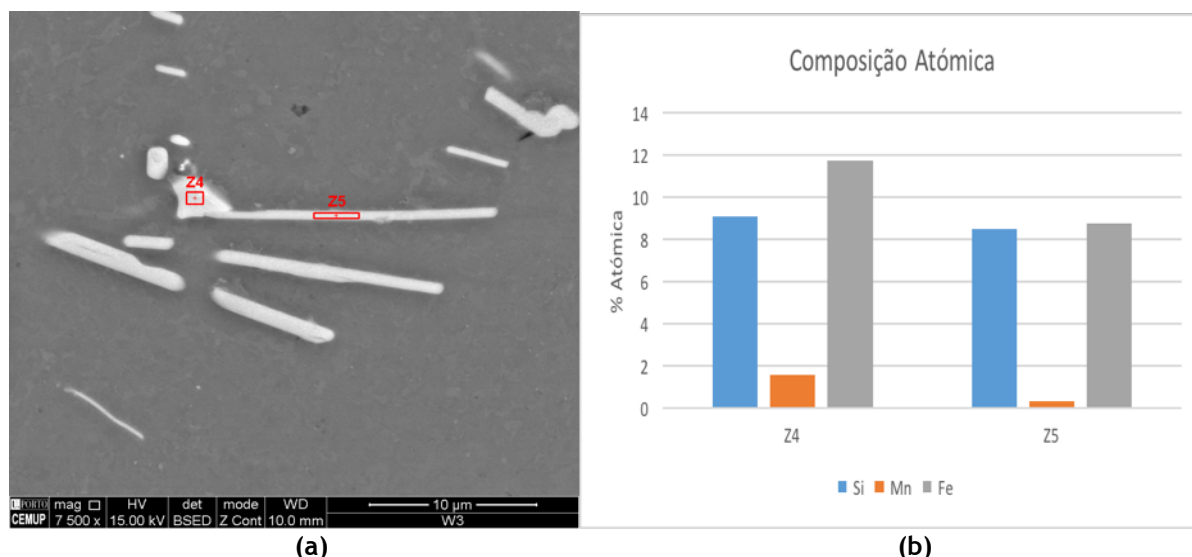 Z4
Z5
U.PORTO
CEMUP
mag HV det mode WD
7 500 x 15.00 kV BSED Z Cont 10.0 mm
10 µm
W3
(a)
Composição Atómica
% Atómica
14
12
10
8
6
4
2
0
Z4 Z5
Si Mn Fe
(b)